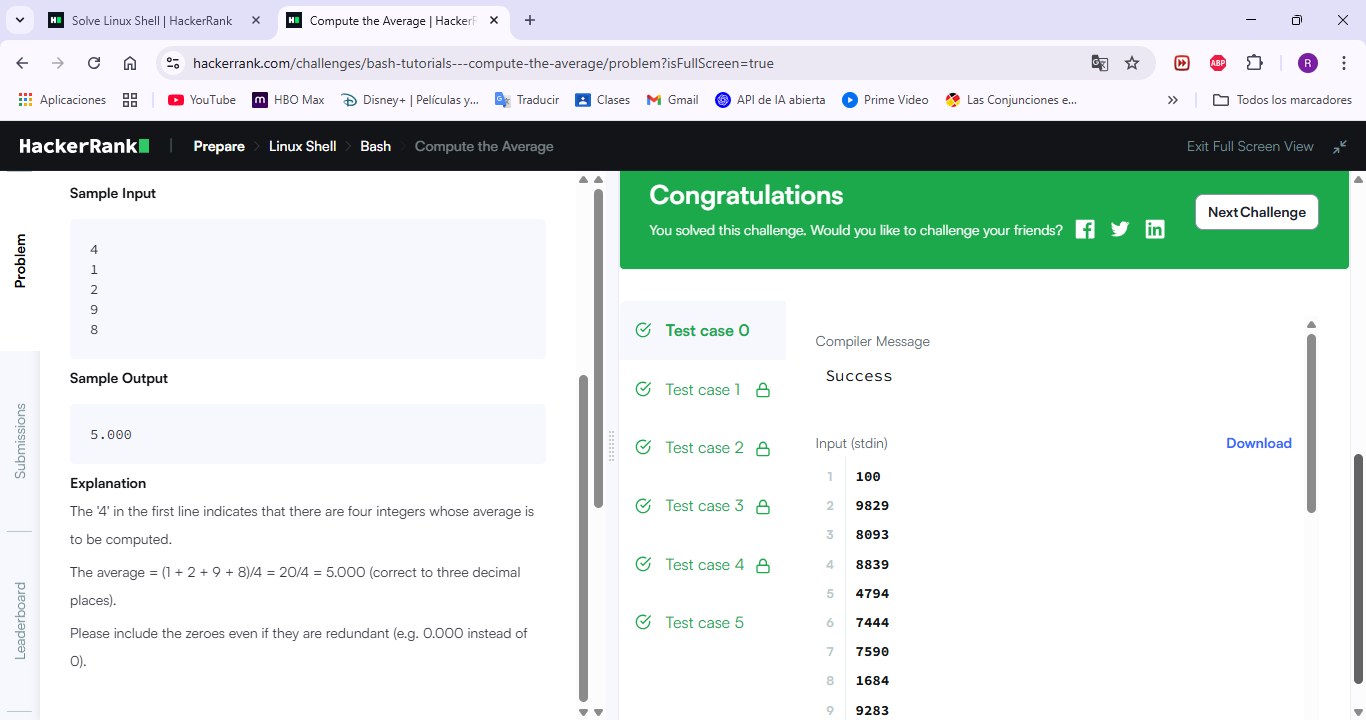 Solve Linux Shell | HackerRank
Compute the Average | HackerR
hackerrank.com/challenges/bash-tutorials---compute-the-average/problem?isFullScreen=true
ABP
R
Aplicaciones
YouTube
m HBO Max
Disney+ | Películas y...
Traducir
Clases
Gmail
API de IA abierta
Prime Video
Las Conjunciones e...
Todos los marcadores
HackerRank
Prepare
Linux Shell
Bash
Compute the Average
Exit Full Screen View
Problem
Submissions
Leaderboard
Sample Input
4
1
2
9
8
Sample Output
5.000
Explanation
The '4' in the first line indicates that there are four integers whose average is
to be computed.
The average = (1 + 2 + 9 + 8)/4 = 20/4 = 5.000 (correct to three decimal
places).
Please include the zeroes even if they are redundant (e.g. 0.000 instead of
0).
Congratulations
You solved this challenge. Would you like to challenge your friends?
Next Challenge
Test case 0
Test case 1
Test case 2
Test case 3
Test case 4
Test case 5
Compiler Message
Success
Input (stdin)
Download
1 100
2 9829
3 8093
4 8839
5 4794
6 7444
7 7590
8 1684
9 9283